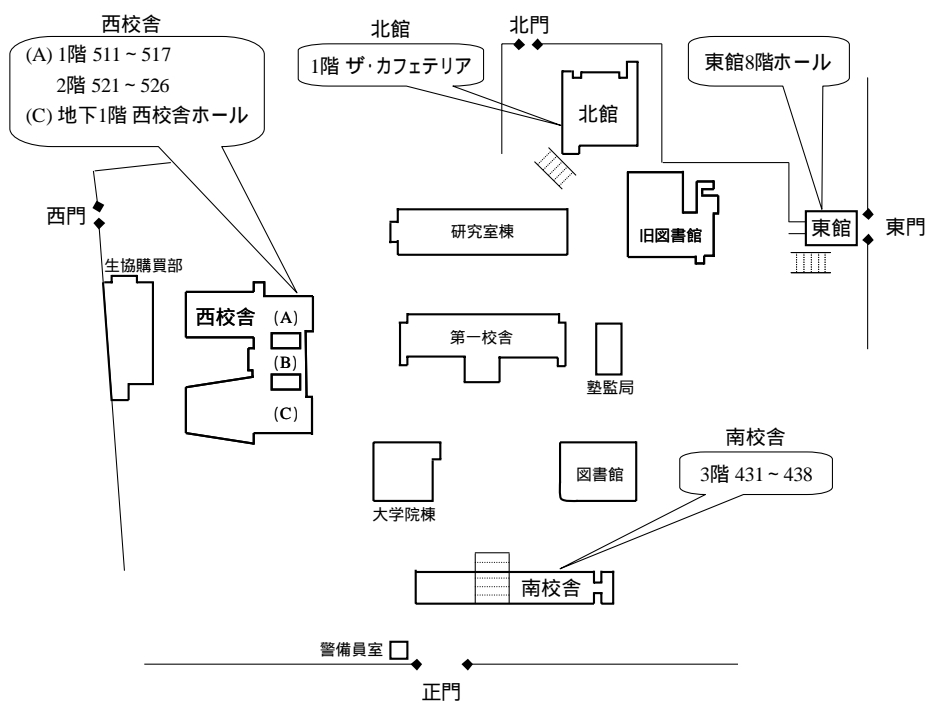 西校舎
(A) 1階 511～517
2階 521～526
(C) 地下1階 西校舎ホール
北館
1階 ザ・カフェテリア
北門
北館
東館8階ホール
西門
研究室棟
旧図書館
東館
東門
生協購買部
西校舎
(A)
(B)
(C)
第一校舎
塾監局
大学院棟
図書館
南校舎
3階 431～438
南校舎
警備員室
正門